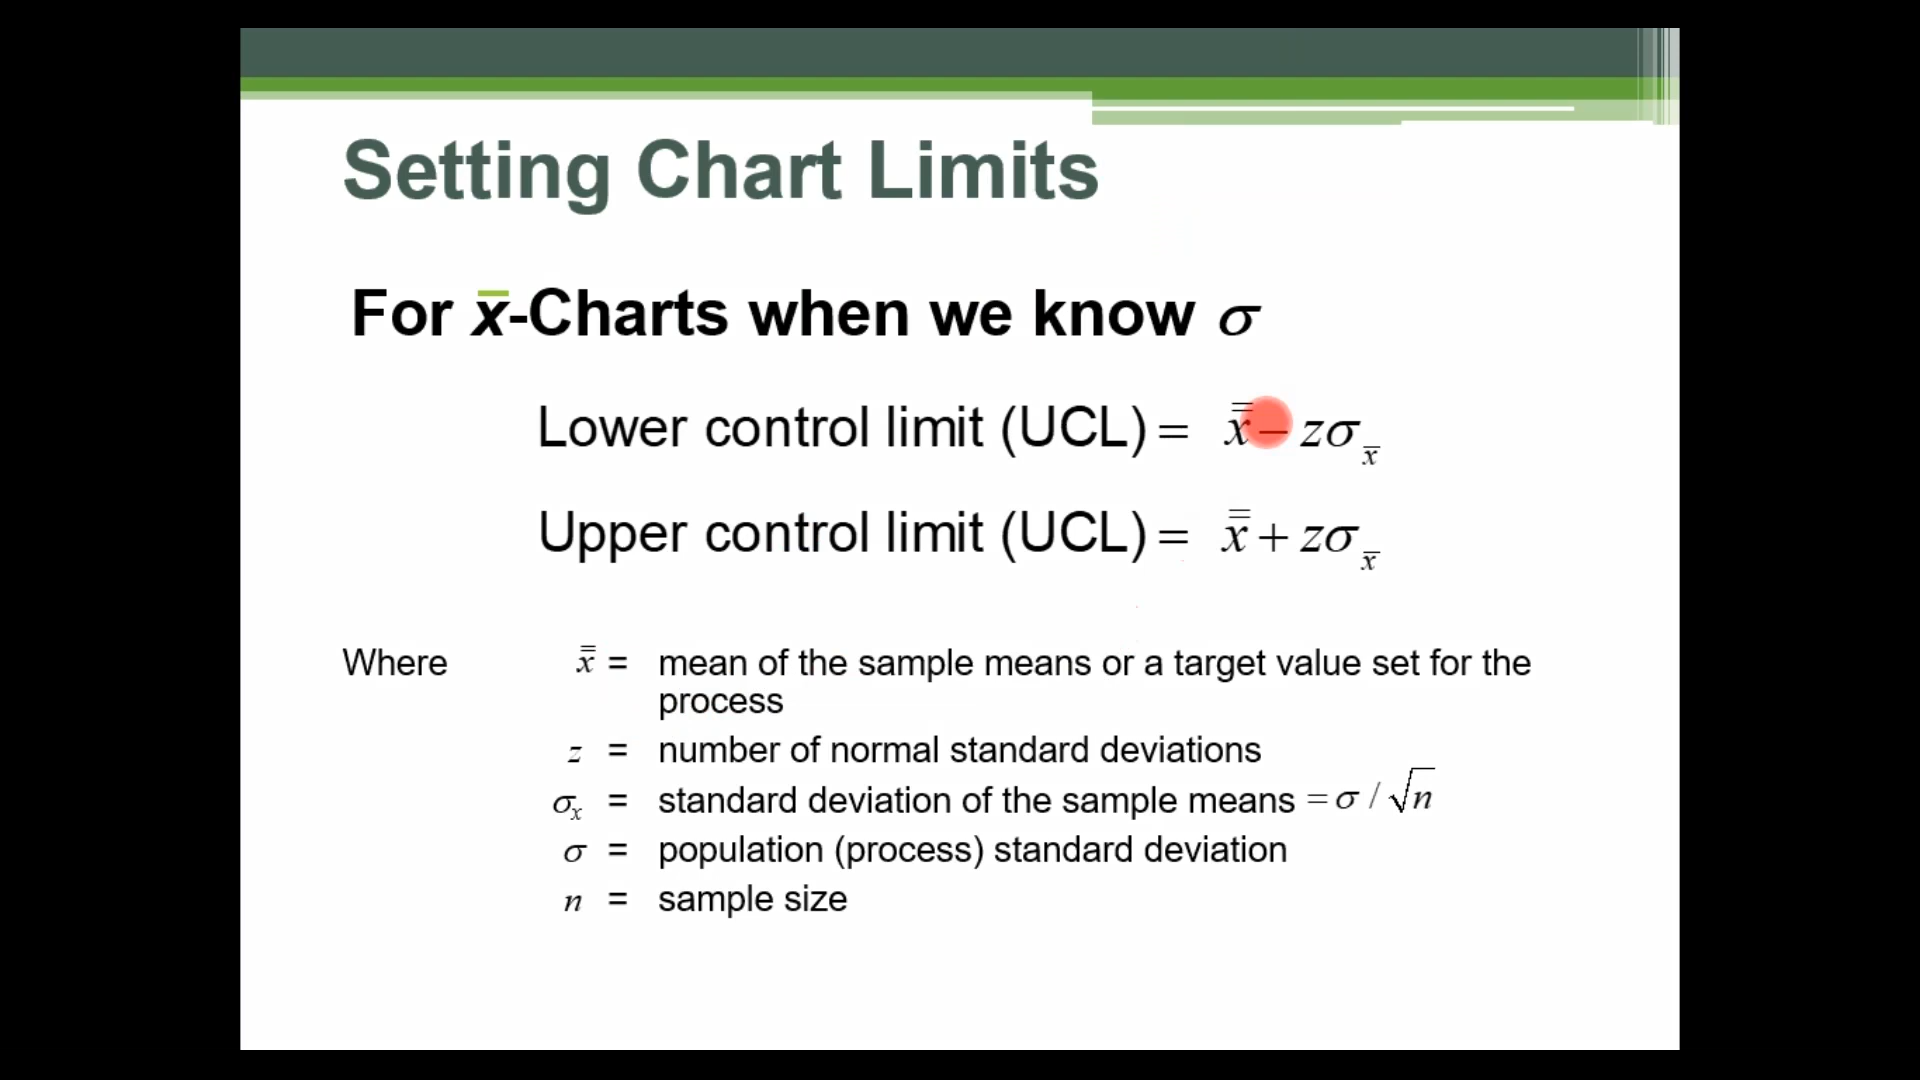 Setting Chart Limits
For x̅-Charts when we know σ
Lower control limit (UCL) = x̿ − zσx̅
Upper control limit (UCL) = x̿ + zσx̅
Where x̿ = mean of the sample means or a target value set for the
process
z = number of normal standard deviations
σx = standard deviation of the sample means = σ / √n
σ = population (process) standard deviation
n = sample size